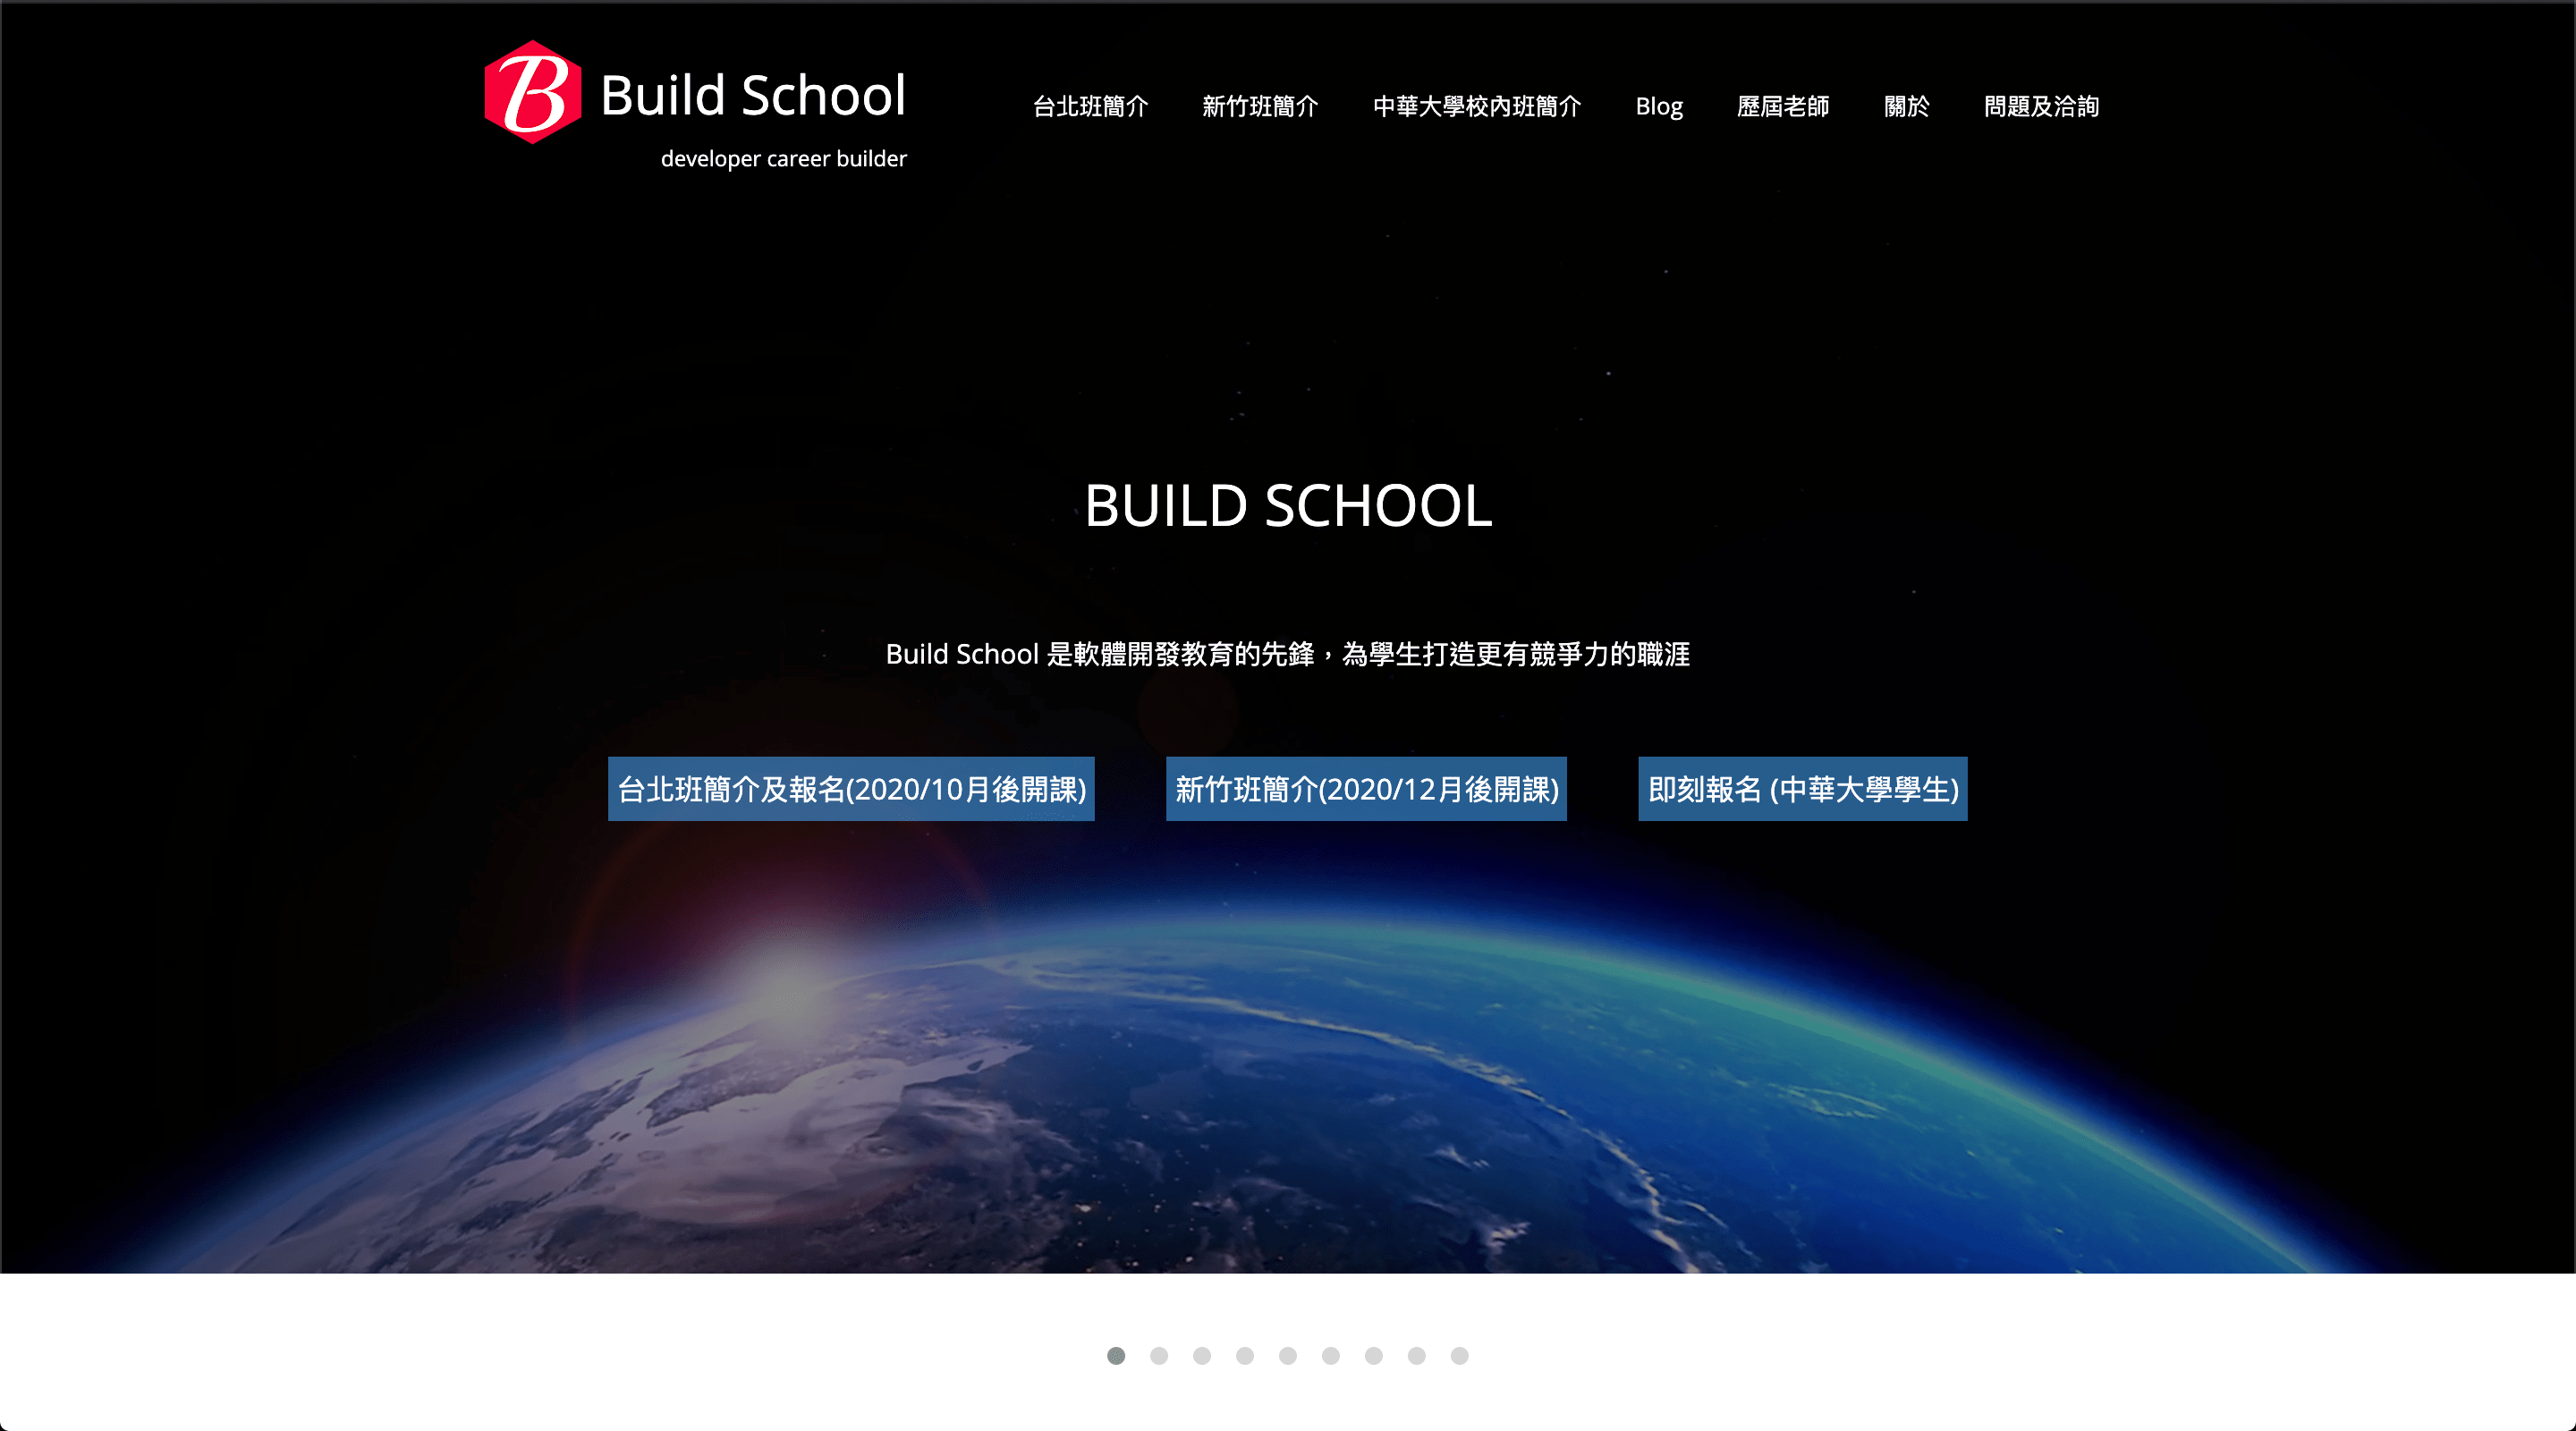 B Build School
developer career builder
台北班簡介 新竹班簡介 中華大學校內班簡介 Blog 歷屆老師 關於 問題及洽詢
BUILD SCHOOL
Build School 是軟體開發教育的先鋒，為學生打造更有競爭力的職涯
台北班簡介及報名(2020/10月後開課) 新竹班簡介(2020/12月後開課) 即刻報名 (中華大學學生)